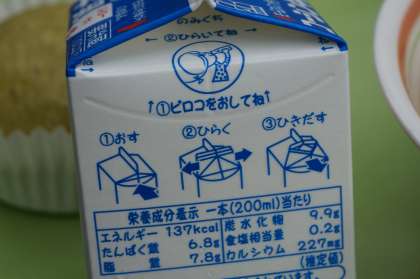 のみくち
←②ひらいてね→
↑①ピロコをおしてね↑
①おす
②ひらく
③ひきだす
栄養成分表示 一本(200ml)当たり
エネルギー 137kcal
炭水化物 9.9g
たんぱく質 6.8g
食塩相当量 0.2g
脂質 7.8g
カルシウム 227mg
(推定値)